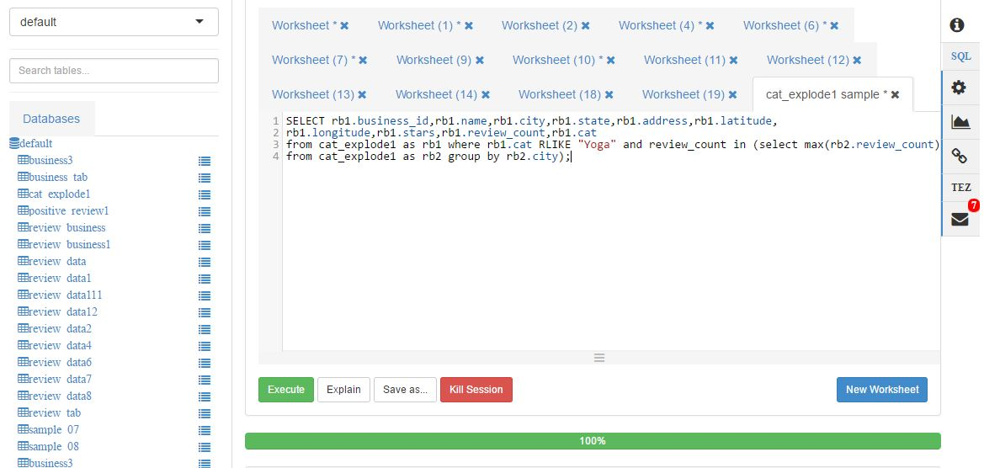 default
Search tables...
Databases
default
business3
business tab
cat explode1
positive review1
review business
review business1
review data
review data1
review data111
review data12
review data2
review data4
review data6
review data7
review data8
review tab
sample 07
sample 08
business3
Worksheet * ✖ Worksheet (1) * ✖ Worksheet (2) ✖ Worksheet (4) * ✖ Worksheet (6) * ✖
Worksheet (7) * ✖ Worksheet (9) ✖ Worksheet (10) * ✖ Worksheet (11) ✖ Worksheet (12) ✖
Worksheet (13) ✖ Worksheet (14) ✖ Worksheet (18) ✖ Worksheet (19) ✖ cat_explode1 sample * ✖
1 SELECT rb1.business_id,rb1.name,rb1.city,rb1.state,rb1.address,rb1.latitude,
2 rb1.longitude,rb1.stars,rb1.review_count,rb1.cat
3 from cat_explode1 as rb1 where rb1.cat RLIKE "Yoga" and review_count in (select max(rb2.review_count)
4 from cat_explode1 as rb2 group by rb2.city);
Execute Explain Save as... Kill Session New Worksheet
100%
SQL
TEZ
7